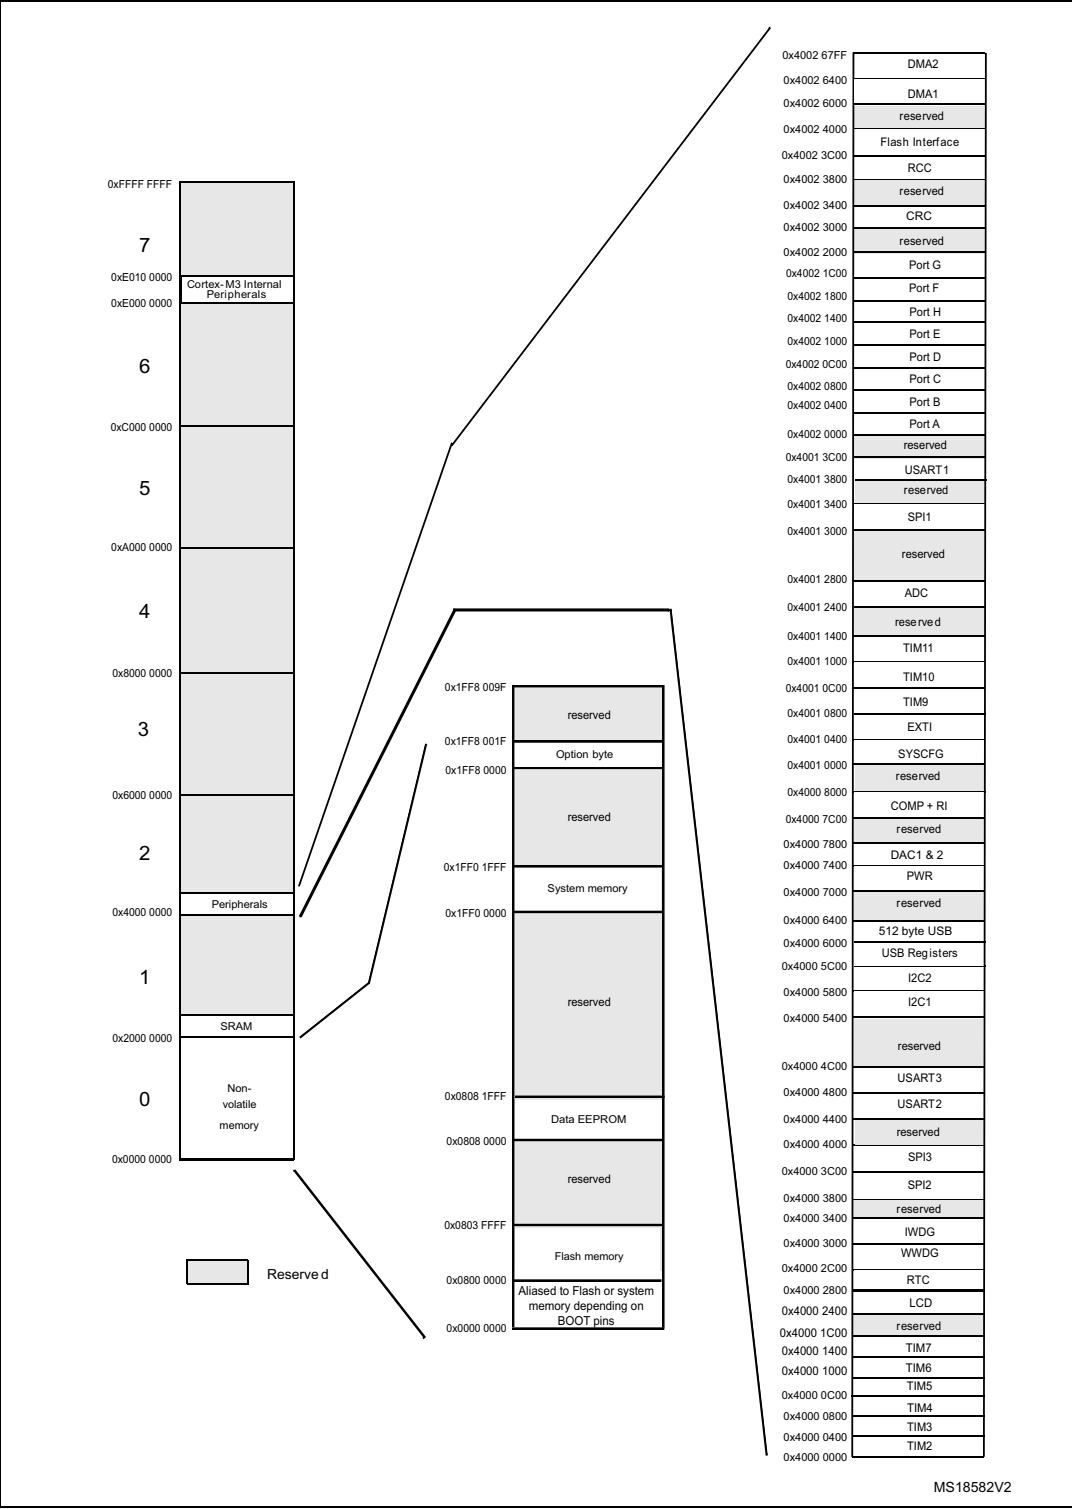 0xFFFF FFFF
7
0xE010 0000
Cortex-M3 Internal
Peripherals
0xE000 0000
6
0xC000 0000
5
0xA000 0000
4
0x8000 0000
3
0x6000 0000
2
Peripherals
0x4000 0000
1
SRAM
0x2000 0000
0
Non-
volatile
memory
0x0000 0000
Reserved
0x1FF8 009F
reserved
0x1FF8 001F
Option byte
0x1FF8 0000
reserved
0x1FF0 1FFF
System memory
0x1FF0 0000
reserved
0x0808 1FFF
Data EEPROM
0x0808 0000
reserved
0x0803 FFFF
Flash memory
0x0800 0000
Aliased to Flash or system
memory depending on
BOOT pins
0x0000 0000
0x4002 67FF
DMA2
0x4002 6400
DMA1
0x4002 6000
reserved
0x4002 4000
Flash Interface
0x4002 3C00
RCC
0x4002 3800
reserved
0x4002 3400
CRC
0x4002 3000
reserved
0x4002 2000
Port G
0x4002 1C00
Port F
0x4002 1800
Port H
0x4002 1400
Port E
0x4002 1000
Port D
0x4002 0C00
Port C
0x4002 0800
Port B
0x4002 0400
Port A
0x4002 0000
reserved
0x4001 3C00
USART1
0x4001 3800
reserved
0x4001 3400
SPI1
0x4001 3000
reserved
0x4001 2800
ADC
0x4001 2400
reserved
0x4001 1400
TIM11
0x4001 1000
TIM10
0x4001 0C00
TIM9
0x4001 0800
EXTI
0x4001 0400
SYSCFG
0x4001 0000
reserved
0x4000 8000
COMP + RI
0x4000 7C00
reserved
0x4000 7800
DAC1 & 2
0x4000 7400
PWR
0x4000 7000
reserved
0x4000 6400
512 byte USB
0x4000 6000
USB Registers
0x4000 5C00
I2C2
0x4000 5800
I2C1
0x4000 5400
reserved
0x4000 4C00
USART3
0x4000 4800
USART2
0x4000 4400
reserved
0x4000 4000
SPI3
0x4000 3C00
SPI2
0x4000 3800
reserved
0x4000 3400
IWDG
0x4000 3000
WWDG
0x4000 2C00
RTC
0x4000 2800
LCD
0x4000 2400
reserved
0x4000 1C00
TIM7
0x4000 1400
TIM6
0x4000 1000
TIM5
0x4000 0C00
TIM4
0x4000 0800
TIM3
0x4000 0400
TIM2
0x4000 0000
MS18582V2